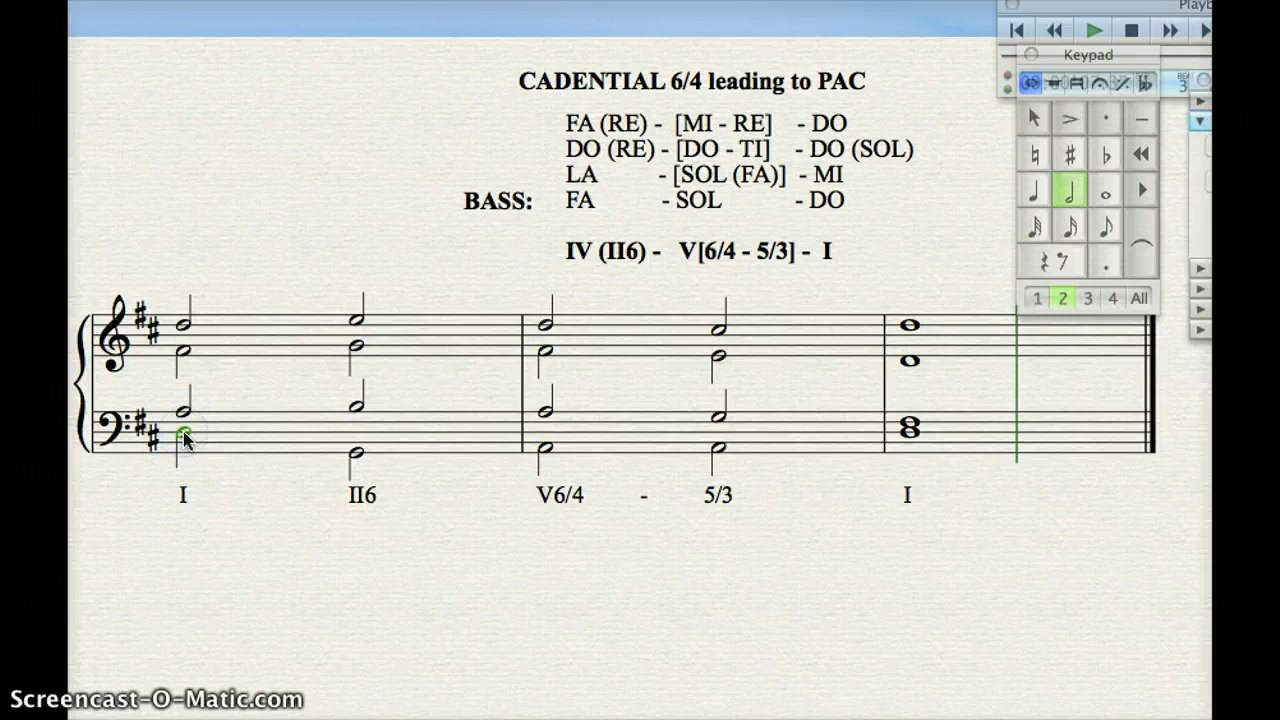 Playb
Keypad
CADENTIAL 6/4 leading to PAC
FA (RE) - [MI - RE] - DO
DO (RE) - [DO - TI] - DO (SOL)
LA - [SOL (FA)] - MI
BASS: FA - SOL - DO
IV (II6) - V[6/4 - 5/3] - I
1 2 3 4 All
I II6 V6/4 - 5/3 I
Screencast-O-Matic.com